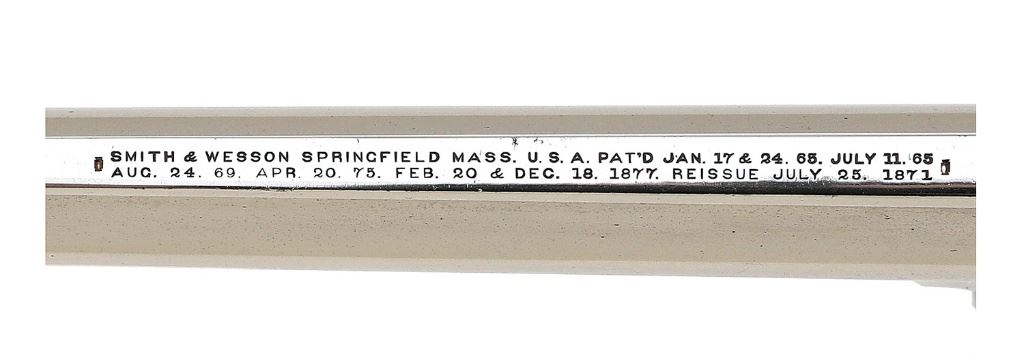 SMITH & WESSON SPRINGFIELD MASS. U.S.A. PAT'D JAN. 17 & 24. 65. JULY 11. 65
AUG. 24. 69. APR. 20. 75. FEB. 20 & DEC. 18. 1877. REISSUE JULY 25. 1871